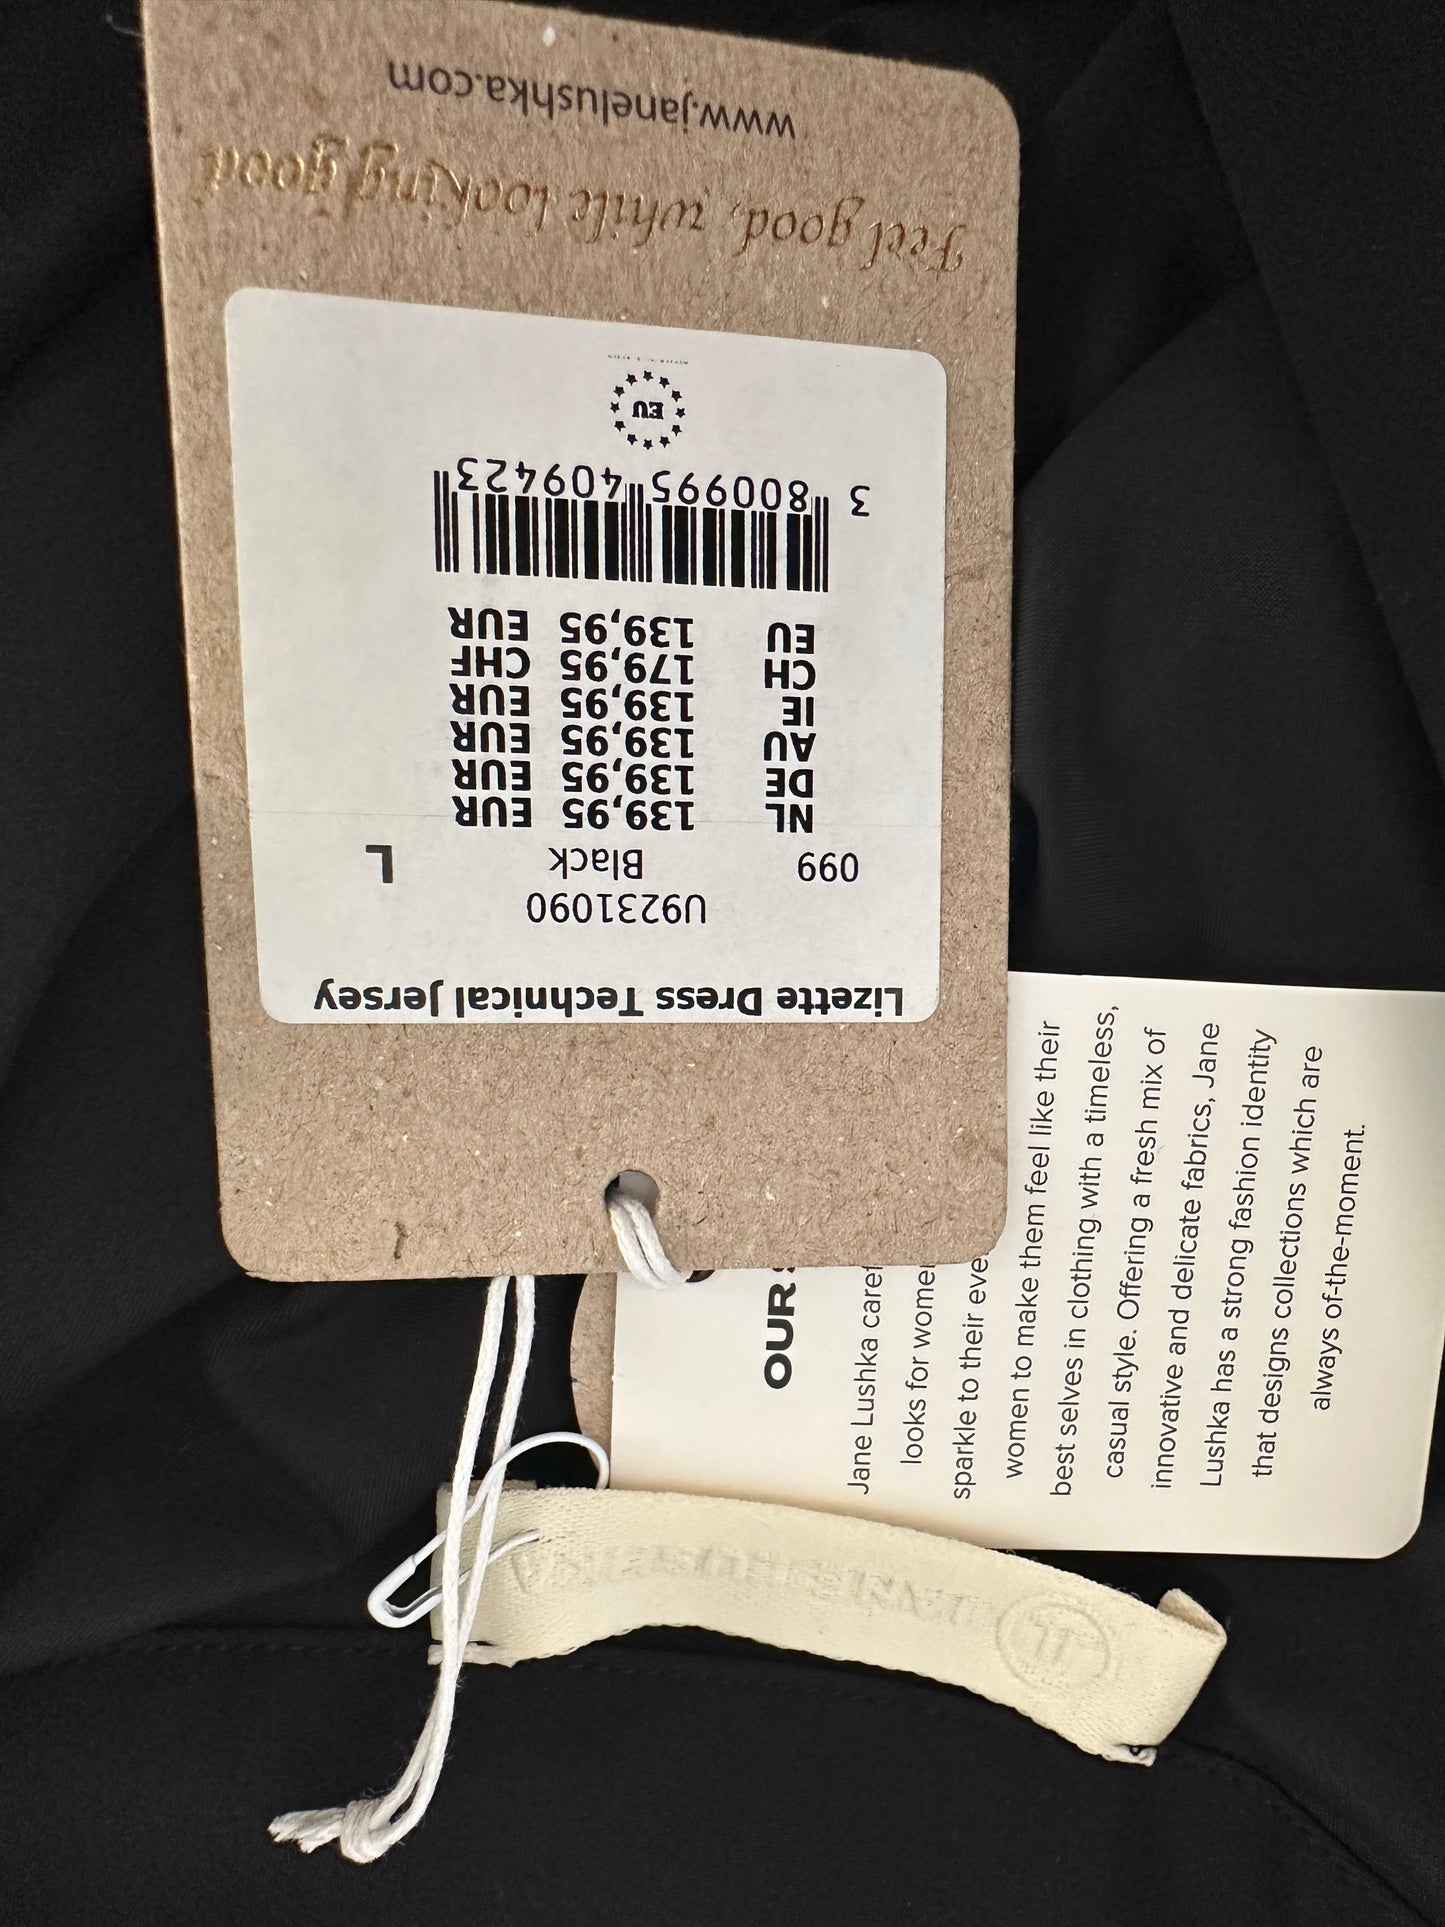 Lizette Dress Technical Jersey
U9231090
099 Black L
NL 139,95 EUR
DE 139,95 EUR
AU 139,95 EUR
IE 139,95 EUR
CH 179,95 CHF
EU 139,95 EUR
3 800995 409423
EU
Feel good, while looking good
www.janelushka.com
OUR
Jane Lushka
looks for
sparkle to their
women to make them feel like their
best selves in clothing with a timeless,
casual style. Offering a fresh mix of
innovative and delicate fabrics, Jane
Lushka has a strong fashion identity
that designs collections which are
always of-the-moment.
JANE LUSHKA